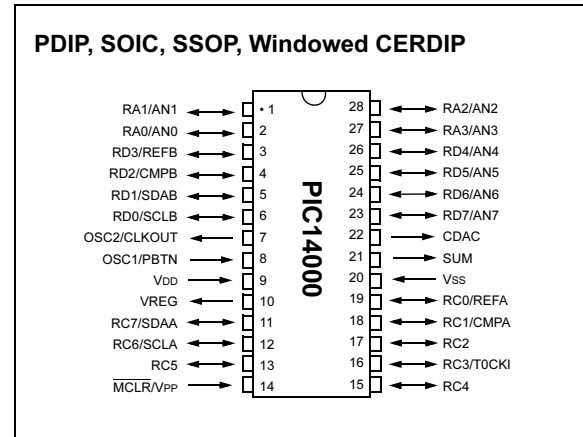 PDIP, SOIC, SSOP, Windowed CERDIP
RA1/AN1 • 1 28 RA2/AN2
RA0/AN0 2 27 RA3/AN3
RD3/REFB 3 26 RD4/AN4
RD2/CMPB 4 25 RD5/AN5
RD1/SDAB 5 24 RD6/AN6
RD0/SCLB 6 23 RD7/AN7
OSC2/CLKOUT 7 22 CDAC
OSC1/PBTN 8 21 SUM
VDD 9 20 VSS
VREG 10 19 RC0/REFA
RC7/SDAA 11 18 RC1/CMPA
RC6/SCLA 12 17 RC2
RC5 13 16 RC3/T0CKI
MCLR/VPP 14 15 RC4
PIC14000